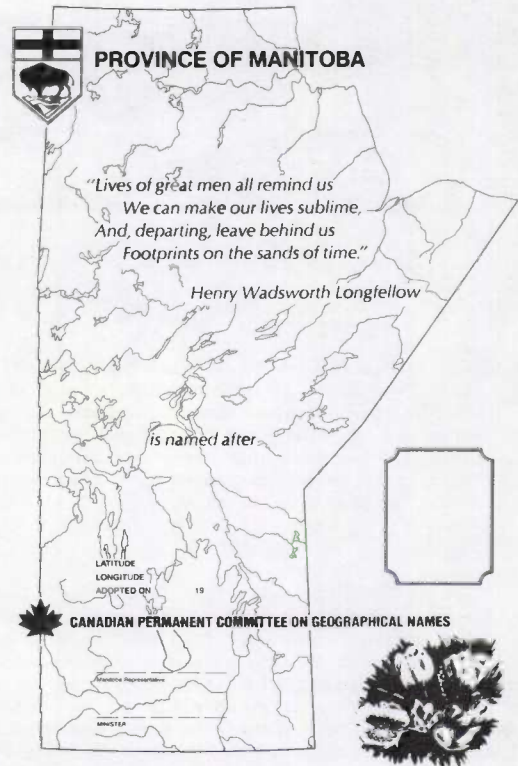 PROVINCE OF MANITOBA
"Lives of great men all remind us
We can make our lives sublime,
And, departing, leave behind us
Footprints on the sands of time."
Henry Wadsworth Longfellow
is named after
LATITUDE
LONGITUDE
ADOPTED ON 19
CANADIAN PERMANENT COMMITTEE ON GEOGRAPHICAL NAMES
Manitoba Representative
MINISTER